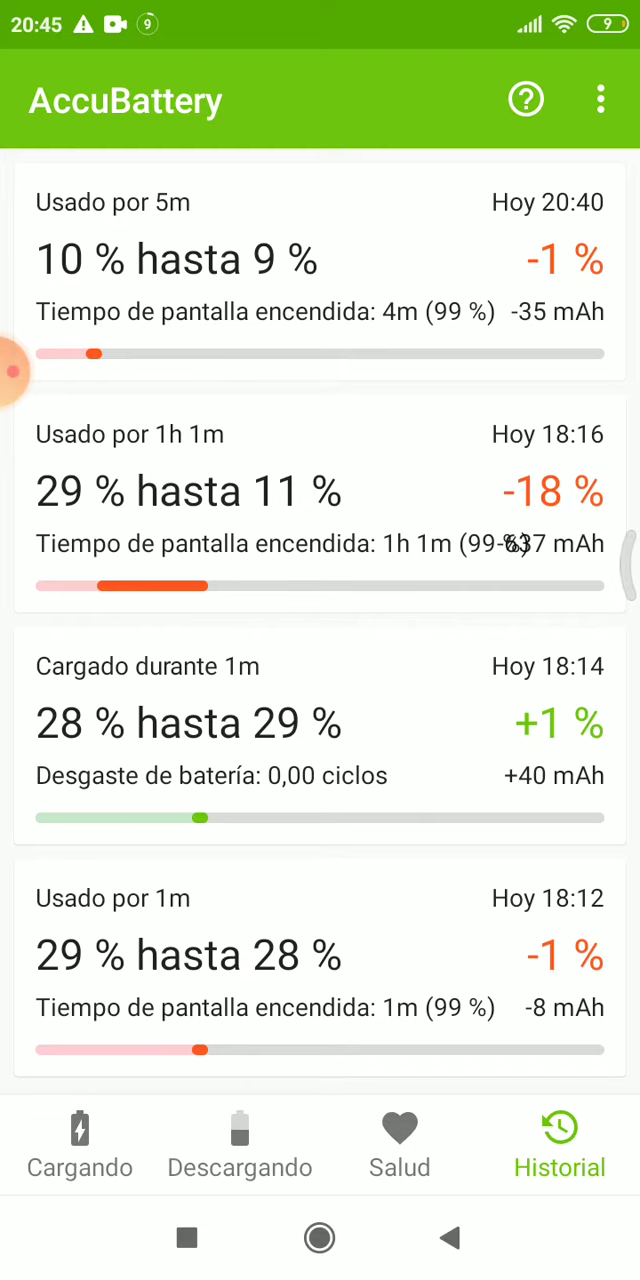 20:45 9 9
AccuBattery
Usado por 5m Hoy 20:40
10 % hasta 9 % -1 %
Tiempo de pantalla encendida: 4m (99 %) -35 mAh
Usado por 1h 1m Hoy 18:16
29 % hasta 11 % -18 %
Tiempo de pantalla encendida: 1h 1m (99 %) -637 mAh
Cargado durante 1m Hoy 18:14
28 % hasta 29 % +1 %
Desgaste de batería: 0,00 ciclos +40 mAh
Usado por 1m Hoy 18:12
29 % hasta 28 % -1 %
Tiempo de pantalla encendida: 1m (99 %) -8 mAh
Cargando Descargando Salud Historial